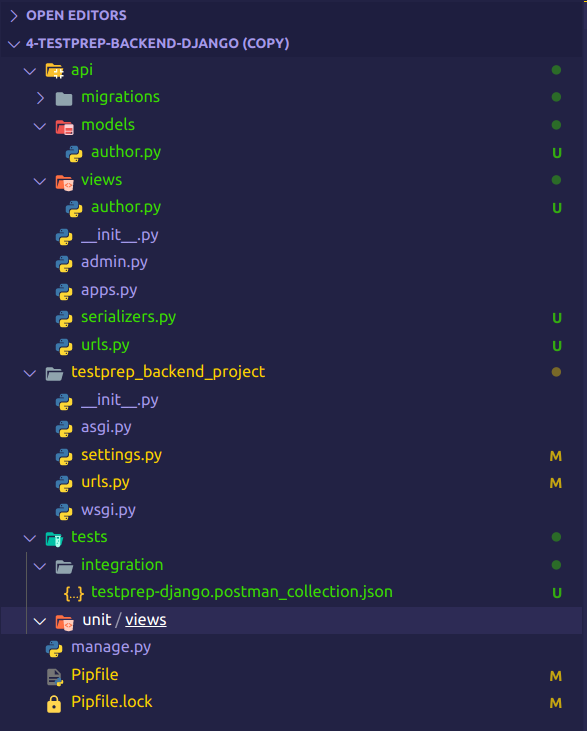 OPEN EDITORS
4-TESTPREP-BACKEND-DJANGO (COPY)
api
migrations
models
author.py U
views
author.py U
__init__.py
admin.py
apps.py
serializers.py U
urls.py U
testprep_backend_project
__init__.py
asgi.py
settings.py M
urls.py M
wsgi.py
tests
integration
{..} testprep-django.postman_collection.json U
unit / views
manage.py
Pipfile M
Pipfile.lock M